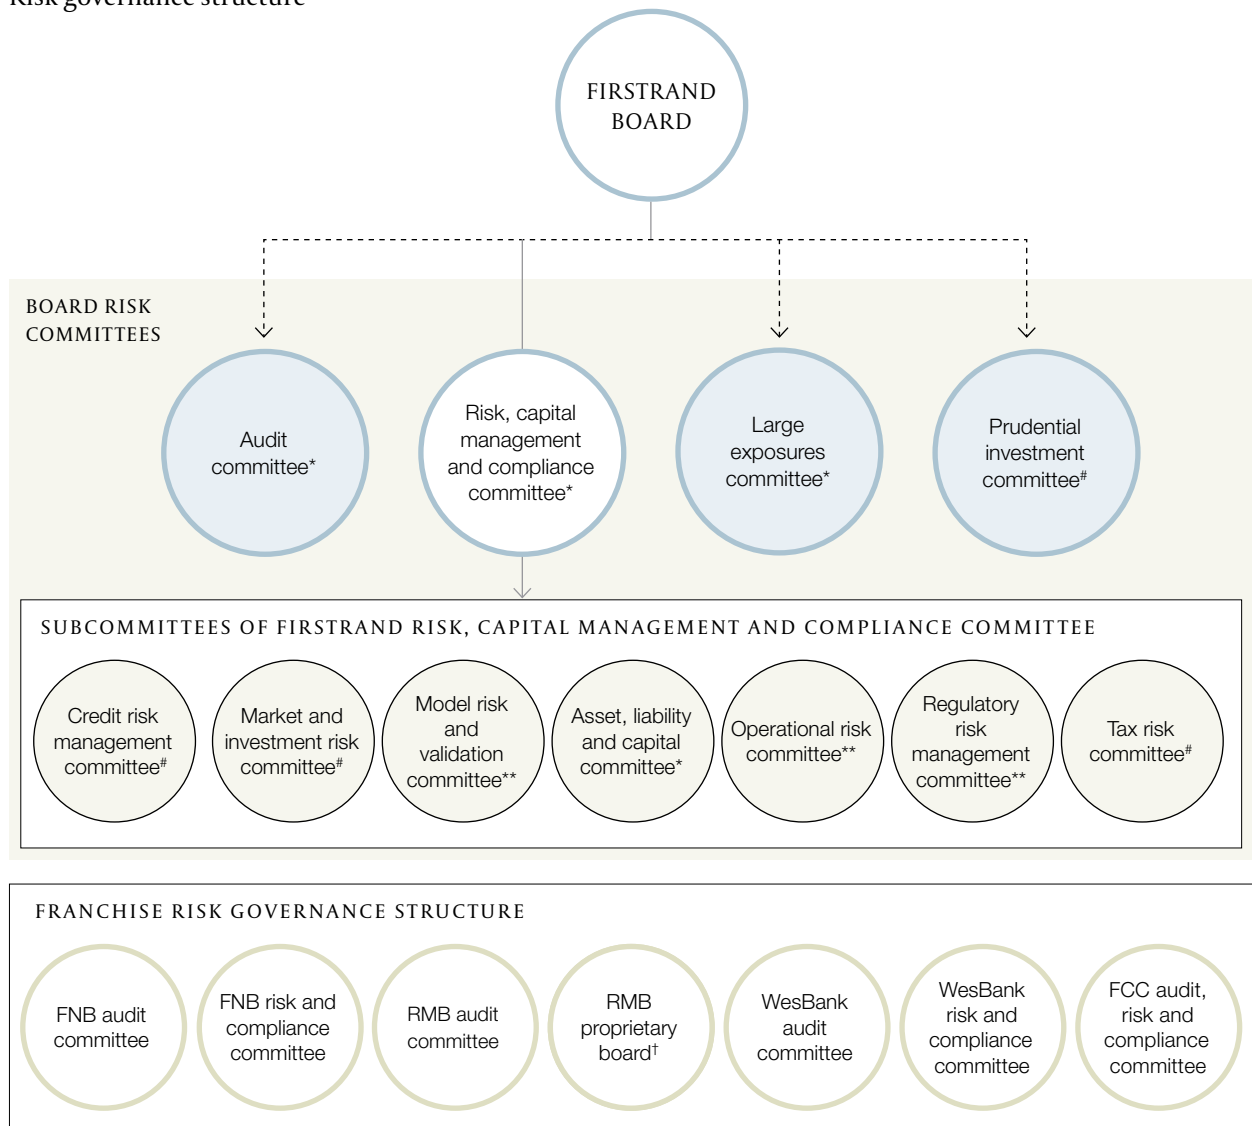 Risk governance structure
FIRSTRAND
BOARD
BOARD RISK
COMMITTEES
Audit
committee*
Risk, capital
management
and compliance
committee*
Large
exposures
committee*
Prudential
investment
committee#
SUBCOMMITTEES OF FIRSTRAND RISK, CAPITAL MANAGEMENT AND COMPLIANCE COMMITTEE
Credit risk
management
committee#
Market and
investment risk
committee#
Model risk
and
validation
committee**
Asset, liability
and capital
committee*
Operational risk
committee**
Regulatory
risk
management
committee**
Tax risk
committee#
FRANCHISE RISK GOVERNANCE STRUCTURE
FNB audit
committee
FNB risk and
compliance
committee
RMB audit
committee
RMB
proprietary
board†
WesBank
audit
committee
WesBank
risk and
compliance
committee
FCC audit,
risk and
compliance
committee